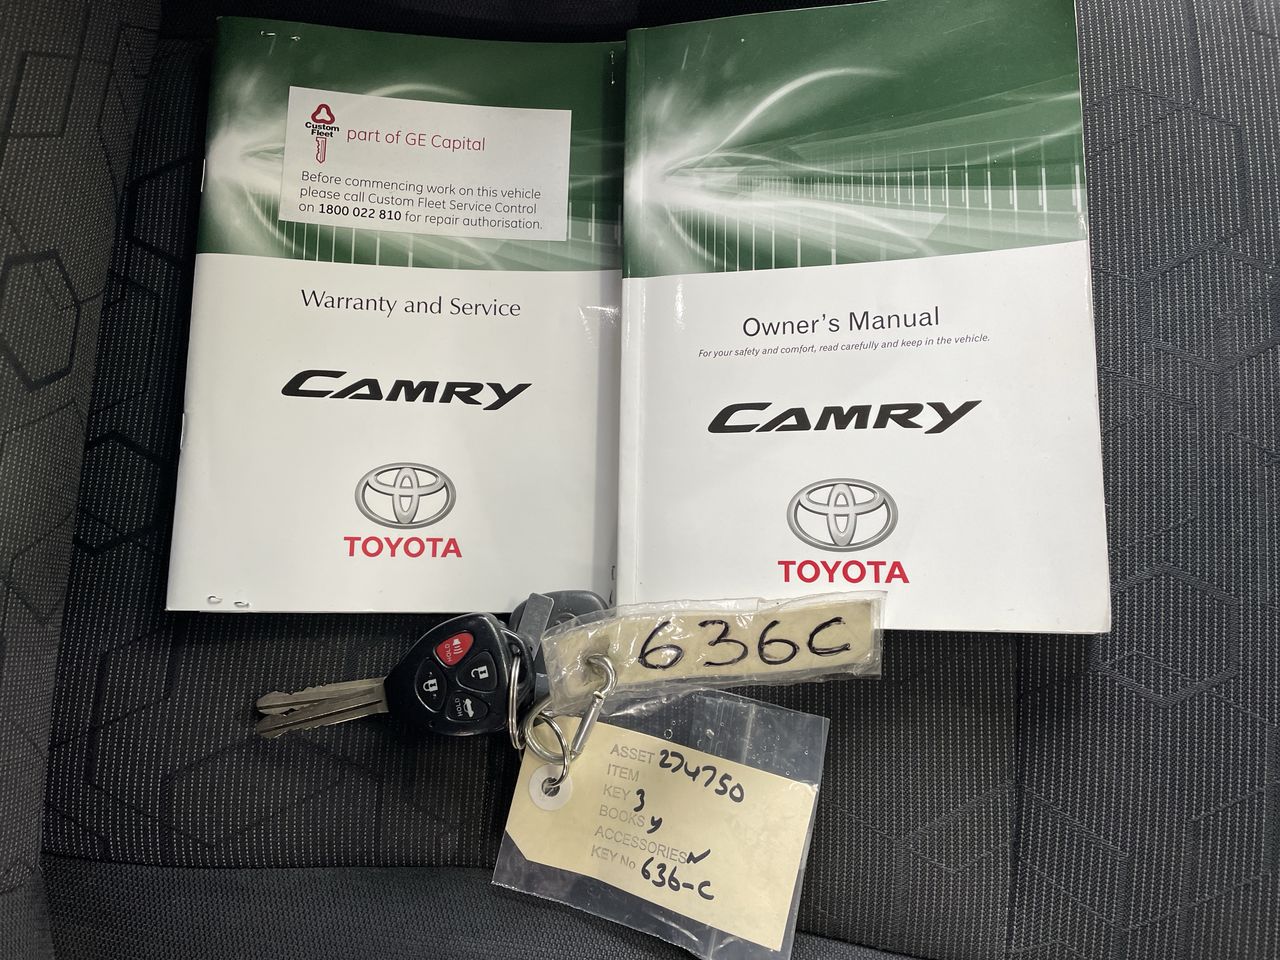 Custom
Fleet
part of GE Capital
Before commencing work on this vehicle
please call Custom Fleet Service Control
on 1800 022 810 for repair authorisation.
Warranty and Service
CAMRY
TOYOTA
Owner's Manual
For your safety and comfort, read carefully and keep in the vehicle.
CAMRY
TOYOTA
HOLD
HOLD
636C
ASSET 274750
ITEM
KEY 3
BOOKS y
ACCESSORIES N
KEY No 636-C